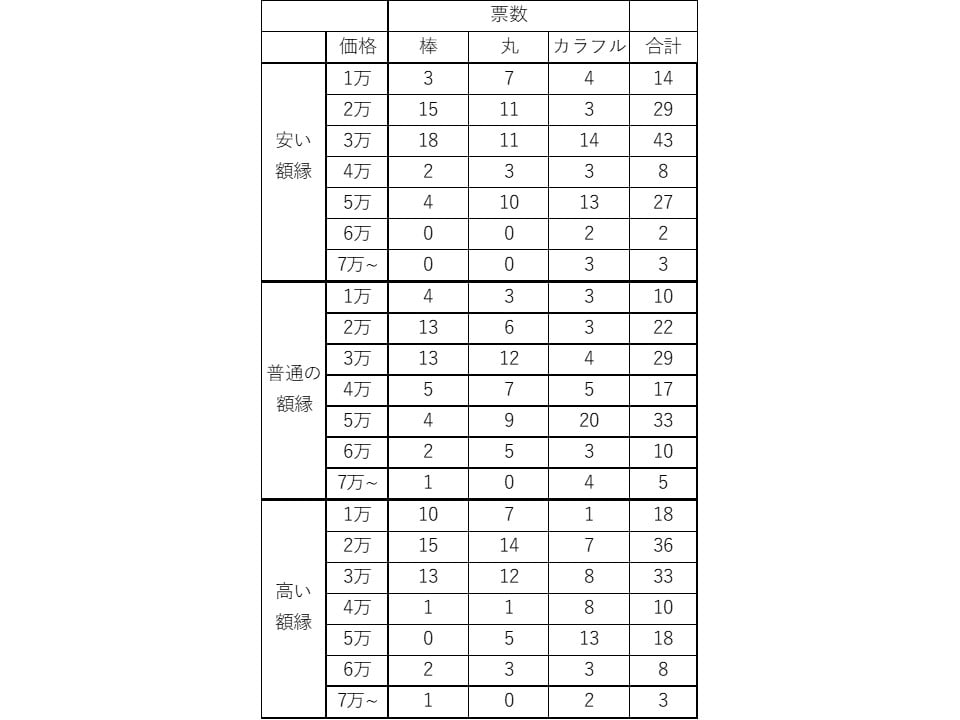 票数
価格 棒 丸 カラフル 合計
安い
額縁
1万 3 7 4 14
2万 15 11 3 29
3万 18 11 14 43
4万 2 3 3 8
5万 4 10 13 27
6万 0 0 2 2
7万~ 0 0 3 3
普通の
額縁
1万 4 3 3 10
2万 13 6 3 22
3万 13 12 4 29
4万 5 7 5 17
5万 4 9 20 33
6万 2 5 3 10
7万~ 1 0 4 5
高い
額縁
1万 10 7 1 18
2万 15 14 7 36
3万 13 12 8 33
4万 1 1 8 10
5万 0 5 13 18
6万 2 3 3 8
7万~ 1 0 2 3